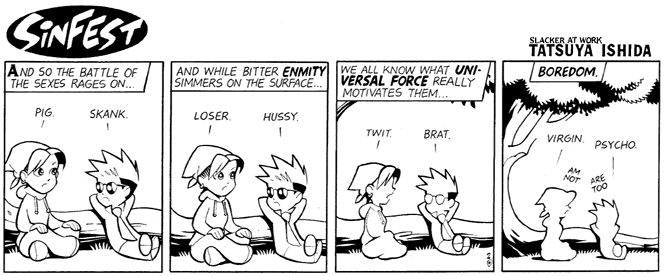 SINFEST
SLACKER AT WORK
TATSUYA ISHIDA
AND SO THE BATTLE OF
THE SEXES RAGES ON...
PIG.
SKANK.
AND WHILE BITTER ENMITY
SIMMERS ON THE SURFACE...
LOSER.
HUSSY.
WE ALL KNOW WHAT UNI-
VERSAL FORCE REALLY
MOTIVATES THEM...
TWIT.
BRAT.
BOREDOM.
VIRGIN.
PSYCHO.
AM
NOT
ARE
TOO